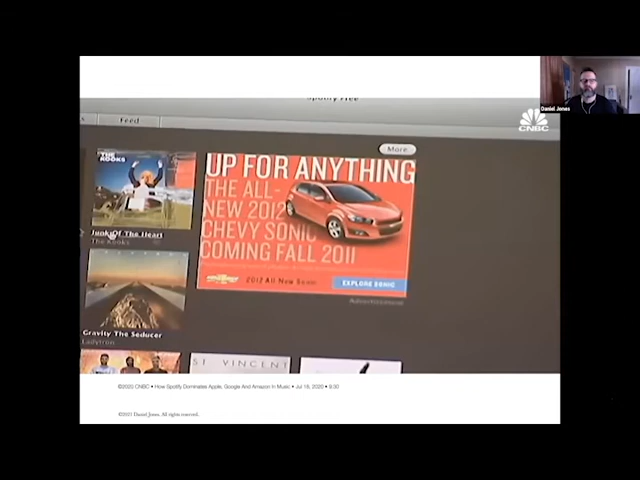 Spotify Free
Daniel Jones
CNBC
Feed
More
THE
KOOKS
UP FOR ANYTHING
THE ALL-
NEW 2012
CHEVY SONIC
COMING FALL 2011
Junk Of The Heart
The Kooks
2012 All New Sonic
EXPLORE SONIC
Advertisement
Gravity The Seducer
Ladytron
ST. VINCENT
©2020 CNBC • How Spotify Dominates Apple, Google And Amazon In Music • Jul 18, 2020 • 9:30
©2021 Daniel Jones. All rights reserved.